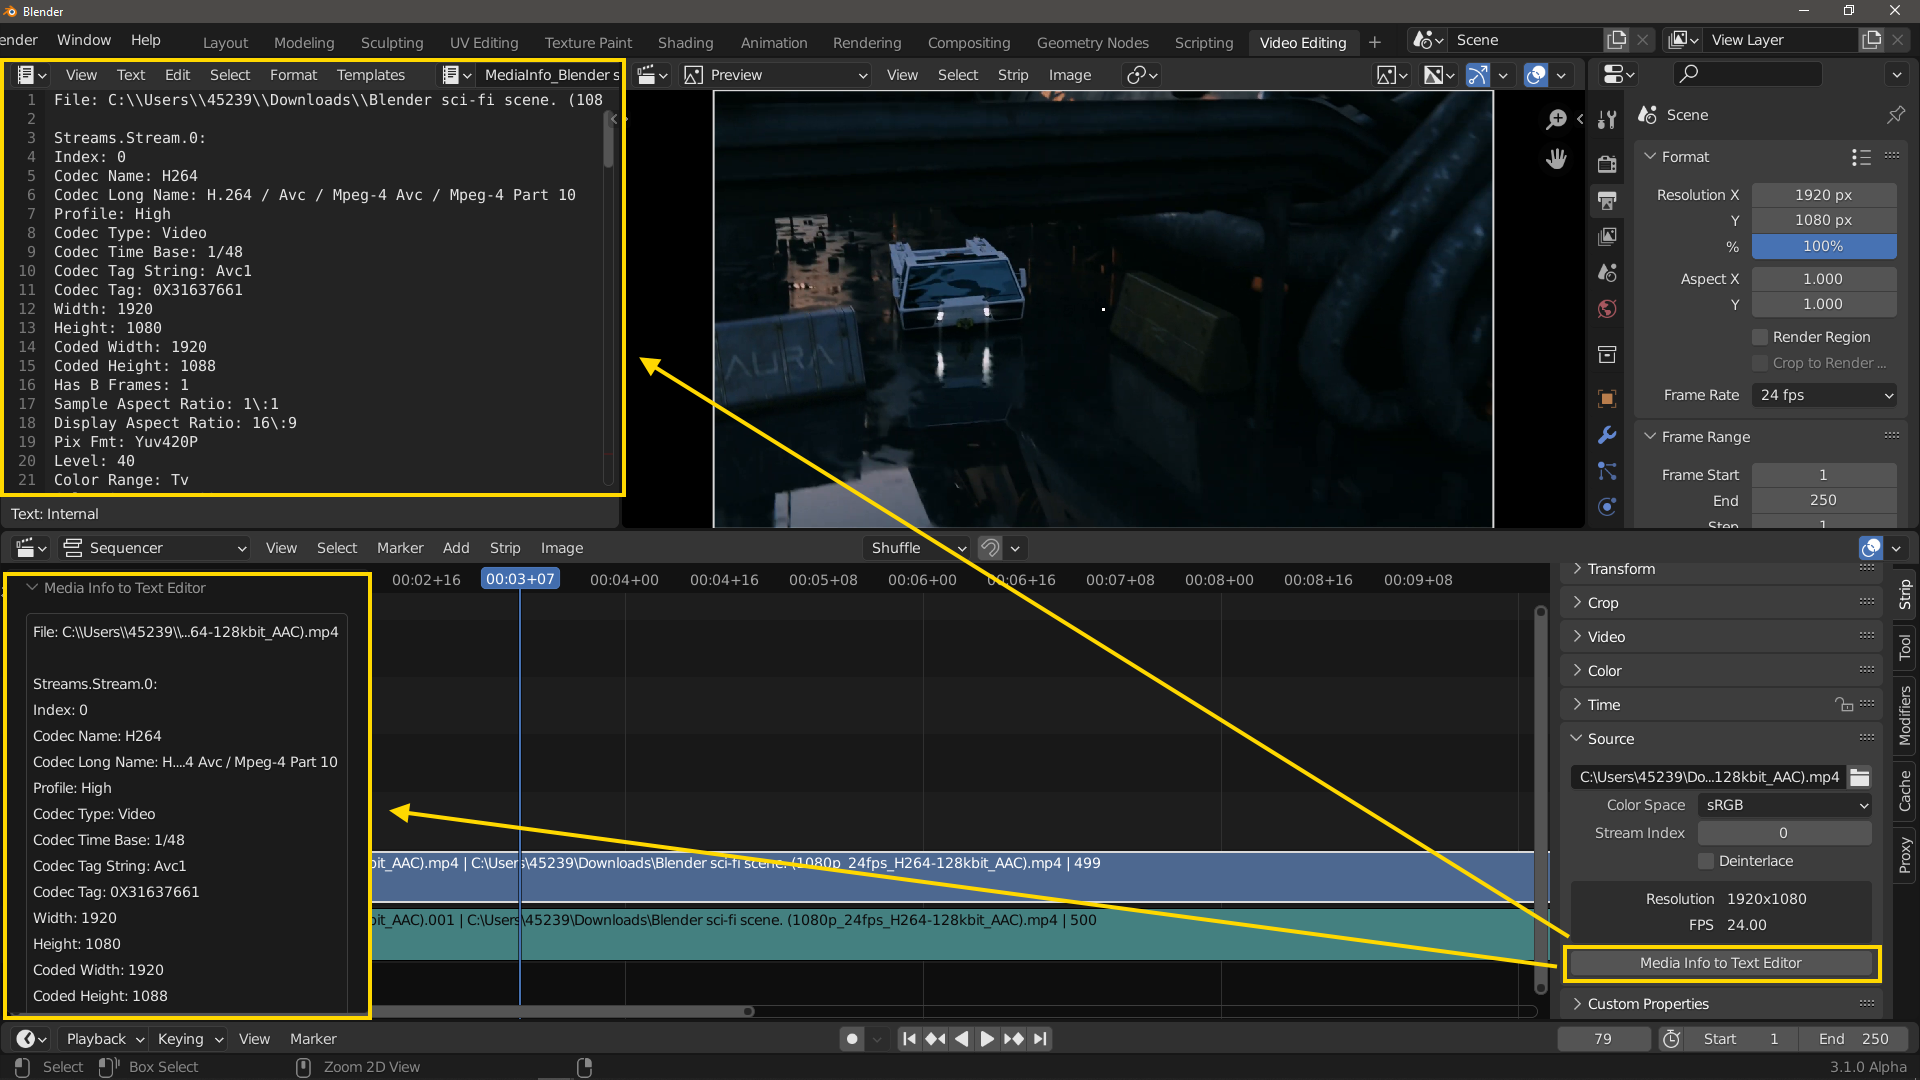 Blender
ender Window Help
Layout Modeling Sculpting UV Editing Texture Paint Shading Animation Rendering Compositing Geometry Nodes Scripting Video Editing +
Scene
View Layer
View Text Edit Select Format Templates MediaInfo_Blender s
1 File: C:\\Users\\45239\\Downloads\\Blender sci-fi scene. (108
2
3 Streams.Stream.0:
4 Index: 0
5 Codec Name: H264
6 Codec Long Name: H.264 / Avc / Mpeg-4 Avc / Mpeg-4 Part 10
7 Profile: High
8 Codec Type: Video
9 Codec Time Base: 1/48
10 Codec Tag String: Avc1
11 Codec Tag: 0X31637661
12 Width: 1920
13 Height: 1080
14 Coded Width: 1920
15 Coded Height: 1088
16 Has B Frames: 1
17 Sample Aspect Ratio: 1\:1
18 Display Aspect Ratio: 16\:9
19 Pix Fmt: Yuv420P
20 Level: 40
21 Color Range: Tv
Text: Internal
Preview View Select Strip Image
AURA
Scene
Format
Resolution X 1920 px
Y 1080 px
% 100%
Aspect X 1.000
Y 1.000
Render Region
Crop to Render ...
Frame Rate 24 fps
Frame Range
Frame Start 1
End 250
Step 1
Sequencer View Select Marker Add Strip Image Shuffle
00:02+16 00:03+07 00:04+00 00:04+16 00:05+08 00:06+00 00:06+16 00:07+08 00:08+00 00:08+16 00:09+08
Media Info to Text Editor
File: C:\\Users\\45239\\...64-128kbit_AAC).mp4
Streams.Stream.0:
Index: 0
Codec Name: H264
Codec Long Name: H....4 Avc / Mpeg-4 Part 10
Profile: High
Codec Type: Video
Codec Time Base: 1/48
Codec Tag String: Avc1
Codec Tag: 0X31637661
Width: 1920
Height: 1080
Coded Width: 1920
Coded Height: 1088
bit_AAC).mp4 | C:\Users\45239\Downloads\Blender sci-fi scene. (1080p_24fps_H264-128kbit_AAC).mp4 | 499
bit_AAC).001 | C:\Users\45239\Downloads\Blender sci-fi scene. (1080p_24fps_H264-128kbit_AAC).mp4 | 500
Transform
Crop
Video
Color
Time
Source
C:\Users\45239\Do...128kbit_AAC).mp4
Color Space sRGB
Stream Index 0
Deinterlace
Resolution 1920x1080
FPS 24.00
Media Info to Text Editor
Custom Properties
Strip
Tool
Modifiers
Cache
Proxy
Playback Keying View Marker
79 Start 1 End 250
Select Box Select Zoom 2D View 3.1.0 Alpha